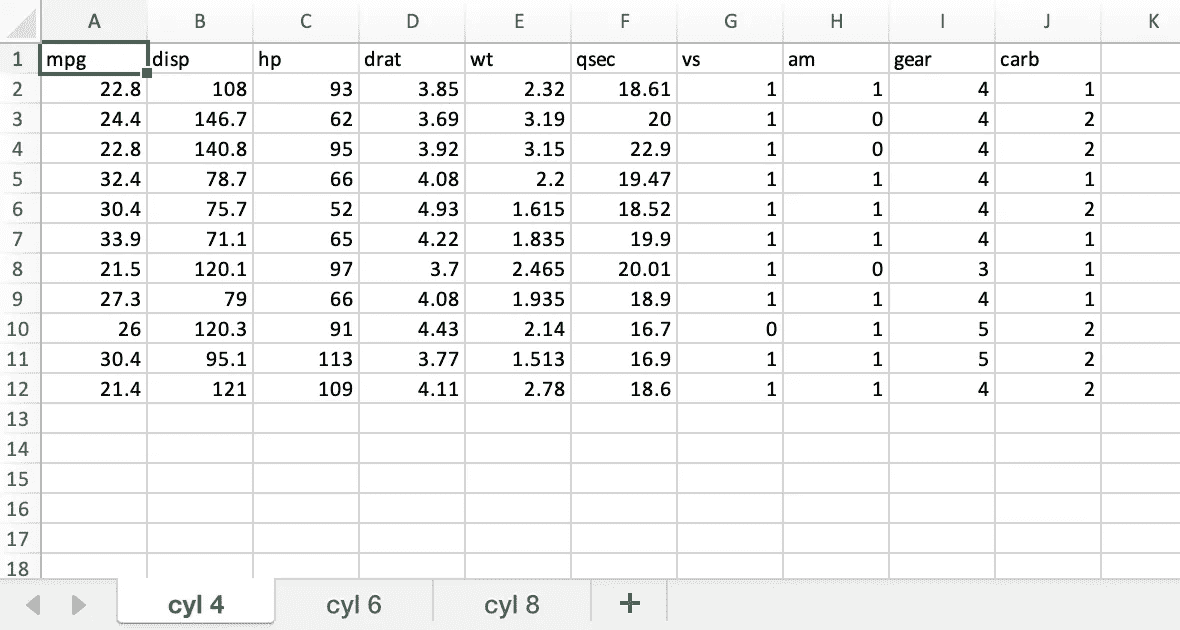 A B C D E F G H I J K
1 mpg disp hp drat wt qsec vs am gear carb
2 22.8 108 93 3.85 2.32 18.61 1 1 4 1
3 24.4 146.7 62 3.69 3.19 20 1 0 4 2
4 22.8 140.8 95 3.92 3.15 22.9 1 0 4 2
5 32.4 78.7 66 4.08 2.2 19.47 1 1 4 1
6 30.4 75.7 52 4.93 1.615 18.52 1 1 4 2
7 33.9 71.1 65 4.22 1.835 19.9 1 1 4 1
8 21.5 120.1 97 3.7 2.465 20.01 1 0 3 1
9 27.3 79 66 4.08 1.935 18.9 1 1 4 1
10 26 120.3 91 4.43 2.14 16.7 0 1 5 2
11 30.4 95.1 113 3.77 1.513 16.9 1 1 5 2
12 21.4 121 109 4.11 2.78 18.6 1 1 4 2
13
14
15
16
17
18
cyl 4 cyl 6 cyl 8 +